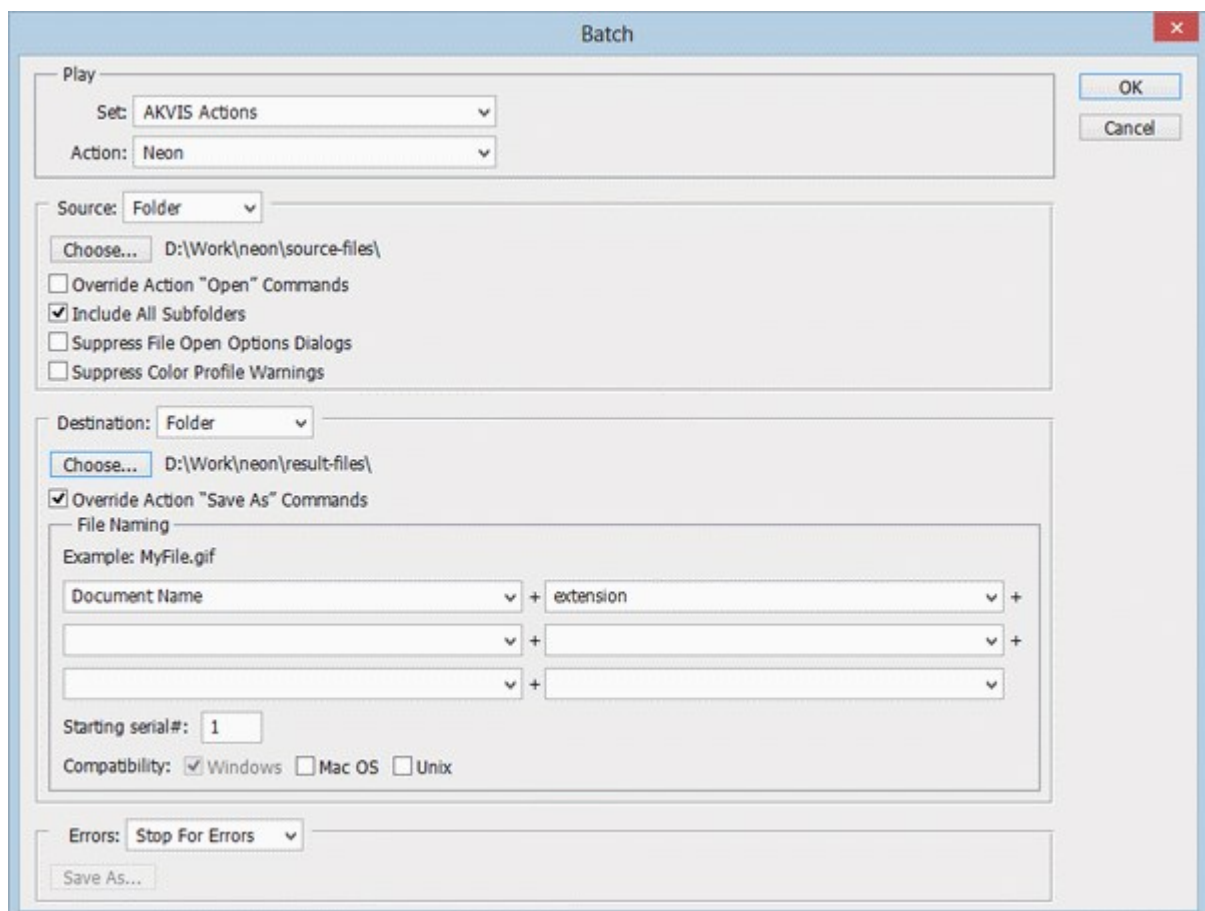 Batch
Play
Set: AKVIS Actions
Action: Neon
OK
Cancel
Source: Folder
Choose... D:\Work\neon\source-files\
Override Action "Open" Commands
Include All Subfolders
Suppress File Open Options Dialogs
Suppress Color Profile Warnings
Destination: Folder
Choose... D:\Work\neon\result-files\
Override Action "Save As" Commands
File Naming
Example: MyFile.gif
Document Name + extension +
+ +
+
Starting serial#: 1
Compatibility: Windows Mac OS Unix
Errors: Stop For Errors
Save As...